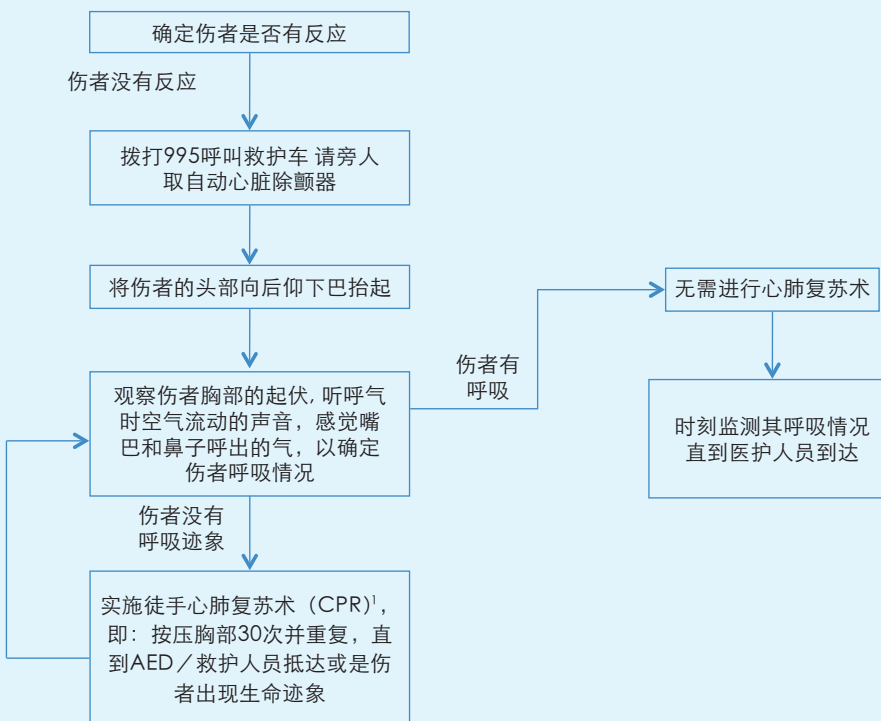 确定伤者是否有反应
伤者没有反应
拨打995呼叫救护车 请旁人
取自动心脏除颤器
将伤者的头部向后仰下巴抬起
无需进行心肺复苏术
伤者有
呼吸
观察伤者胸部的起伏, 听呼气
时空气流动的声音，感觉嘴
巴和鼻子呼出的气，以确定
伤者呼吸情况
时刻监测其呼吸情况
直到医护人员到达
伤者没有
呼吸迹象
实施徒手心肺复苏术（CPR)¹，
即：按压胸部30次并重复，直
到AED／救护人员抵达或是伤
者出现生命迹象